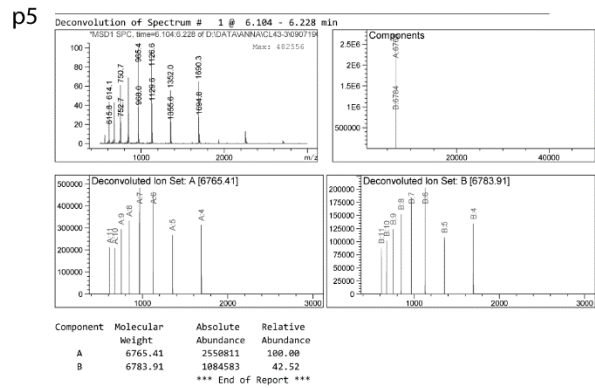 p5
Deconvolution of Spectrum # 1 @ 6.104 - 6.228 min
*MSD1 SPC, time=6.104:6.228 of D:\DATA\ANNA\CL43-3\090719
Max: 402556
100
80
60
40
20
0
614.1
615.8
750.7
752.7
965.4
968.0
1126.6
1129.5
1352.0
1355.6
1690.3
1694.8
1000
2000
m/z
Components
2.5E6
2E6
1.5E6
1E6
500000
B:6784
20000
40000
Deconvoluted Ion Set: A [6765.41]
500000
400000
300000
200000
100000
0
A:11
A:10
A:9
A:8
A:7
A:6
A:5
A:4
1000
2000
3000
Deconvoluted Ion Set: B [6783.91]
200000
175000
150000
125000
100000
75000
50000
25000
0
B:11
B:10
B:9
B:8
B:7
B:6
B:5
B:4
1000
2000
3000
Component Molecular Absolute Relative
Weight Abundance Abundance
A 6765.41 2550811 100.00
B 6783.91 1084583 42.52
*** End of Report ***